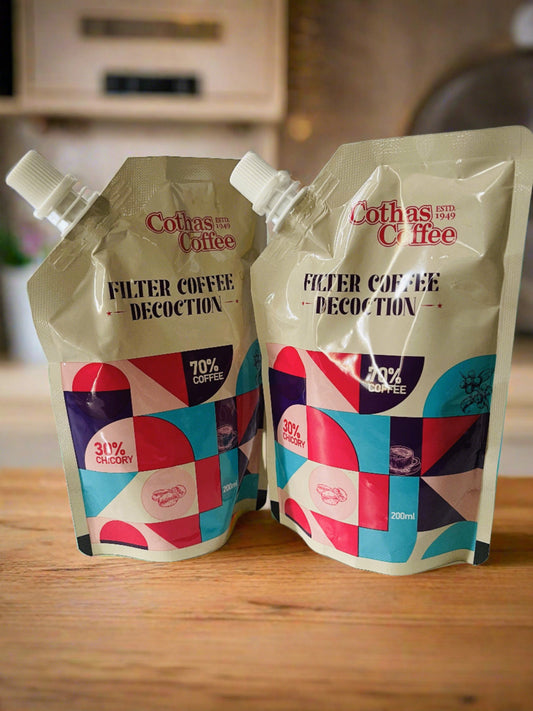 Cothas ESTD.
Coffee 1949
FILTER COFFEE
DECOCTION
70%
COFFEE
30%
CHICORY
200ml
Cothas ESTD.
Coffee 1949
FILTER COFFEE
DECOCTION
70%
COFFEE
30%
CHICORY
200ml